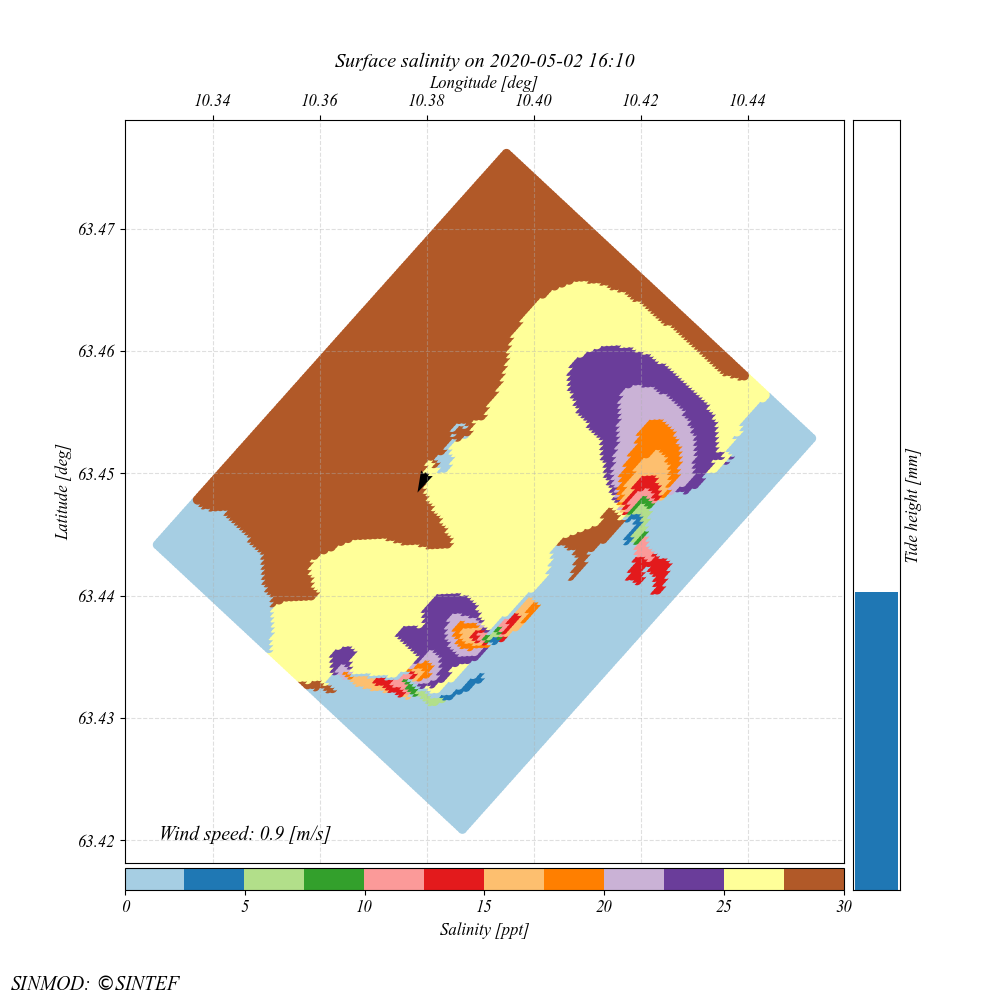 Surface salinity on 2020-05-02 16:10
Longitude [deg]
10.34 10.36 10.38 10.40 10.42 10.44
63.47
63.46
63.45
63.44
63.43
63.42
Latitude [deg]
Tide height [mm]
Wind speed: 0.9 [m/s]
0 5 10 15 20 25 30
Salinity [ppt]
SINMOD: ©SINTEF